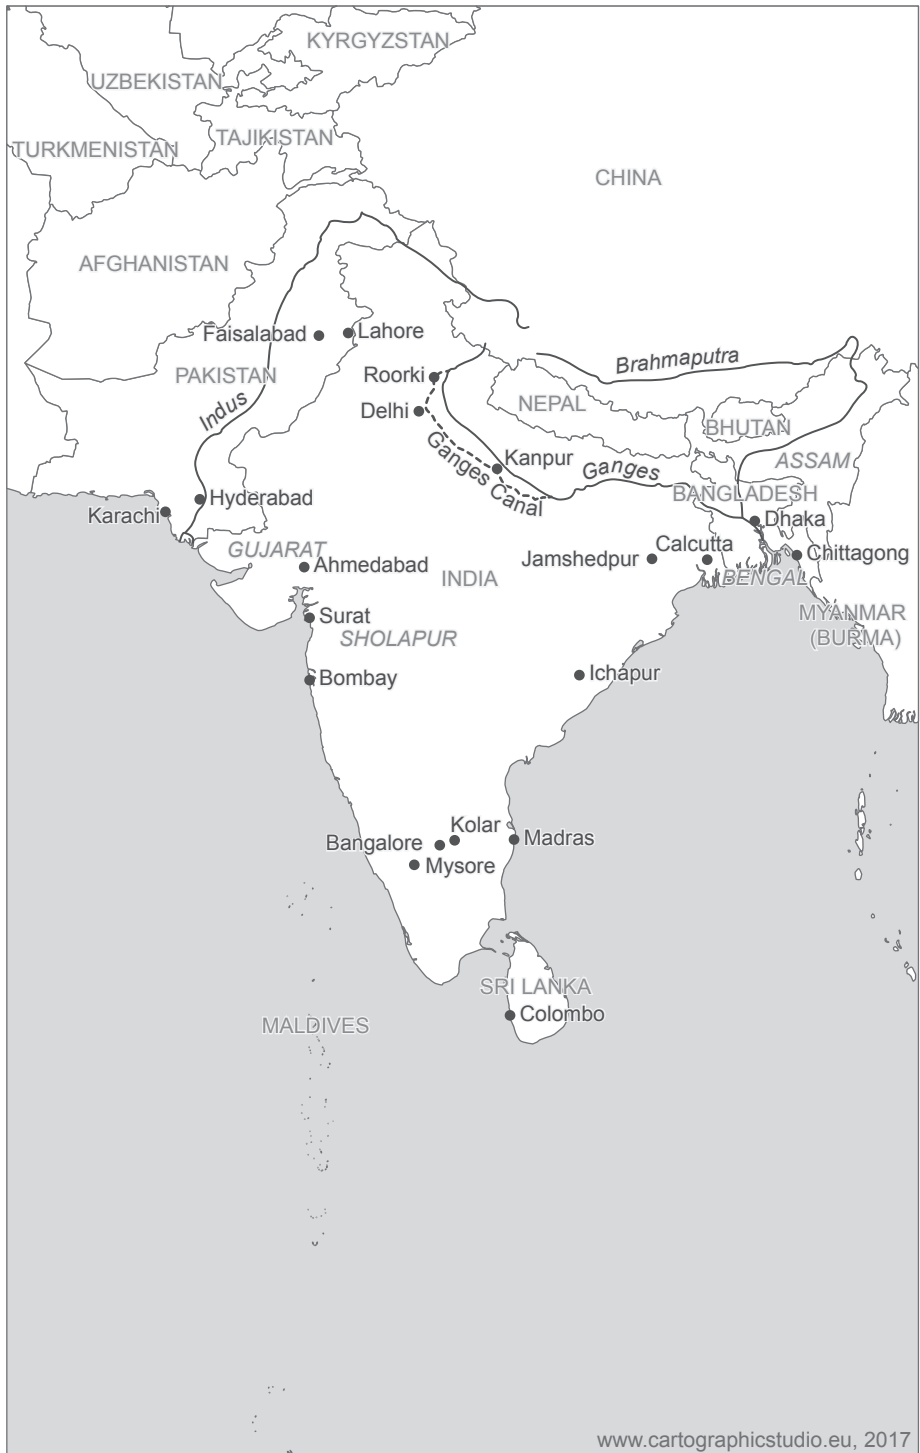 KYRGYZSTAN
UZBEKISTAN
TAJIKISTAN
TURKMENISTAN
CHINA
AFGHANISTAN
Faisalabad
Lahore
Brahmaputra
PAKISTAN
Roorki
Indus
NEPAL
Delhi
BHUTAN
Ganges Canal
Kanpur
Ganges
ASSAM
BANGLADESH
Hyderabad
Karachi
Dhaka
GUJARAT
Ahmedabad
Jamshedpur
Calcutta
Chittagong
INDIA
BENGAL
Surat
SHOLAPUR
MYANMAR
(BURMA)
Bombay
Ichapur
Kolar
Bangalore
Madras
Mysore
SRI LANKA
Colombo
MALDIVES
www.cartographicstudio.eu, 2017